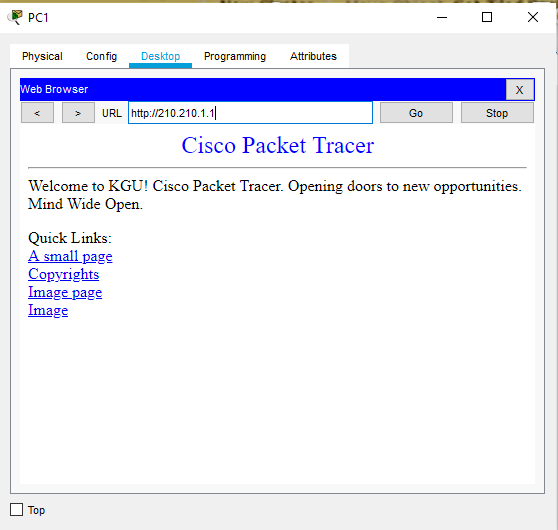 PC1
Physical Config Desktop Programming Attributes
Web Browser X
< > URL http://210.210.1.1 Go Stop
Cisco Packet Tracer
Welcome to KGU! Cisco Packet Tracer. Opening doors to new opportunities.
Mind Wide Open.
Quick Links:
A small page
Copyrights
Image page
Image
Top